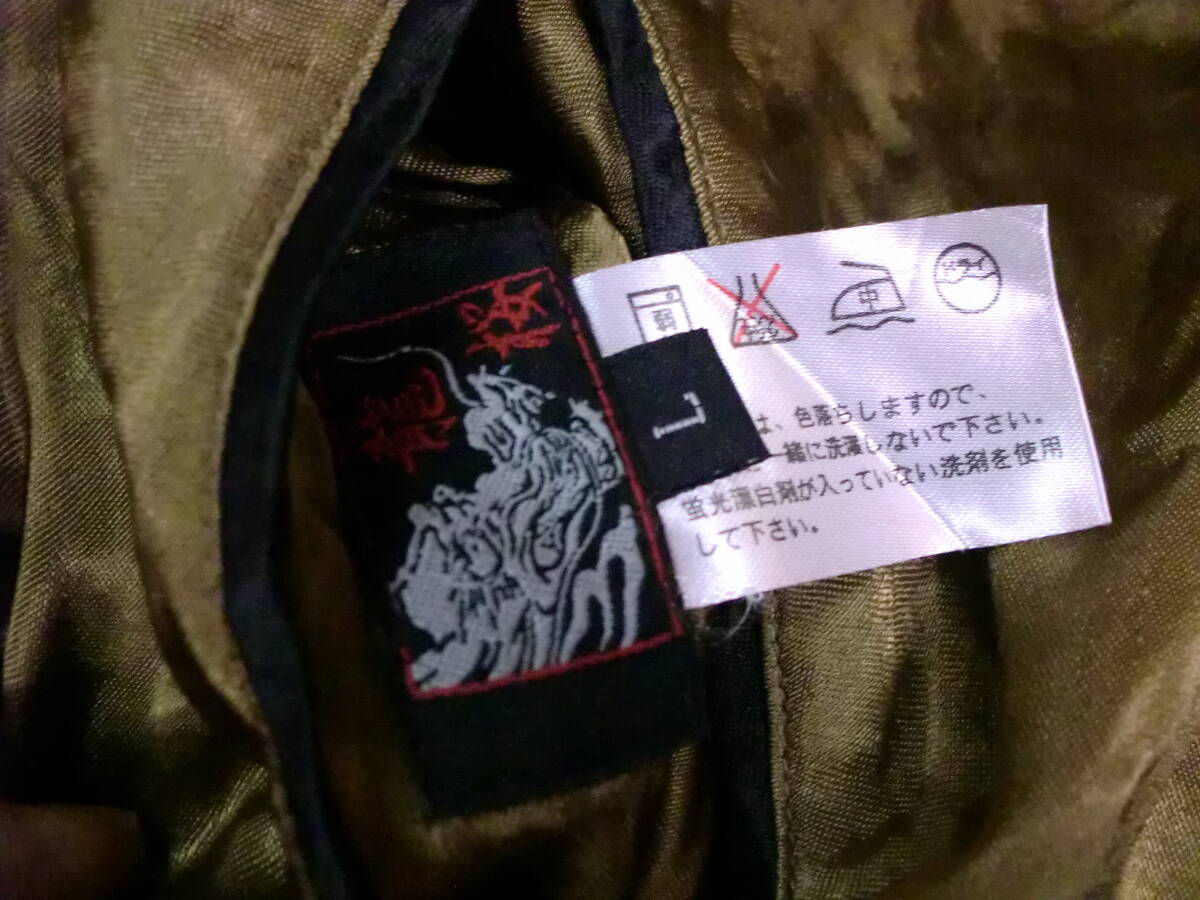 弱
中
ドライ
L
は、色落ちしますので、
緒に洗濯しないで下さい。
蛍光漂白剤が入っていない洗剤を使用
して下さい。